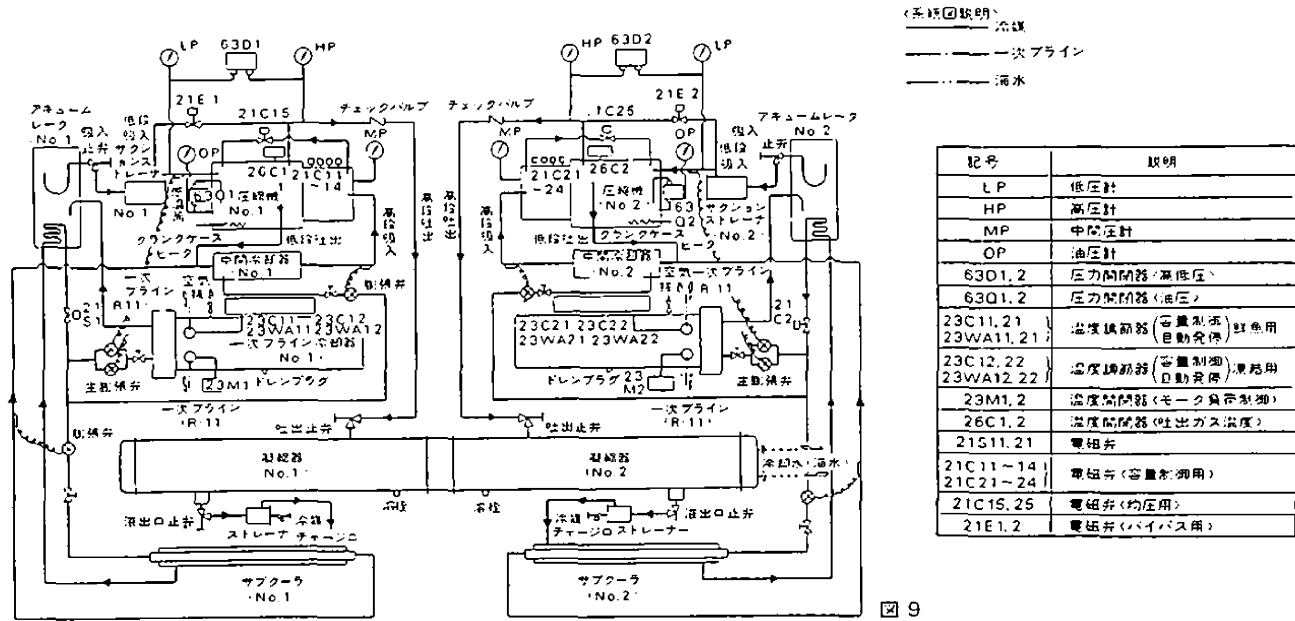 冷媒
一次ブライン
海水
LP
63D1
HP
HP
63D2
LP
21E1
21C15
チェックバルブ
MP
チェックバルブ
MP
21E2
OP
アキュームレータ
No.1
吸入
止弁
低段
吸入
サクションストレーナ
No.1
OP
26C1
21C11
~14
63Q1
圧縮機
No.1
クランクケース
ヒータ
低段吐出
高段吸入
高段吐出
21C21
~24
26C2
圧縮機
No.2
63
Q2
サクション
ストレーナ
No.2
吸入
止弁
低段
吸入
アキュームレータ
No.2
高段吐出
高段吸入
低段吐出
クランクケース
ヒータ
中間冷却器
No.1
膨張弁
中間冷却器
No.2
一次
ブライン
(R-11)
空気
抜き
23C11 23C12
23WA11 23WA12
一次ブライン冷却器
No.1
主膨張弁
23M1
ドレンプラグ
空気
抜き
一次ブライン
(R-11)
23C21 23C22
23WA21 23WA22
ドレンプラグ
23
M2
主膨張弁
一次ブライン
(R-11)
吐出止弁
吐出止弁
一次ブライン
(R-11)
膨張弁
凝縮器
No.1
凝縮器
No.2
冷却水(海水)
溶栓
溶栓
液出口止弁
ストレーナ
冷媒
チャージ口
冷媒
チャージ口
ストレーナー
液出口止弁
サブクーラ
No.1
サブクーラ
No.2
図9
記号 説明
LP 低圧計
HP 高圧計
MP 中間圧計
OP 油圧計
63D1,2 圧力開閉器(高低圧)
63Q1,2 圧力開閉器(油圧)
23C11,21
23WA11,21 温度調節器(容量制御 自動発停)鮮魚用
23C12,22
23WA12,22 温度調節器(容量制御 自動発停)凍結用
23M1,2 温度開閉器(モータ負荷制御)
26C1,2 温度開閉器(吐出ガス温度)
21S11,21 電磁弁
21C11~14
21C21~24 電磁弁(容量制御用)
21C15,25 電磁弁(均圧用)
21E1,2 電磁弁(バイパス用)